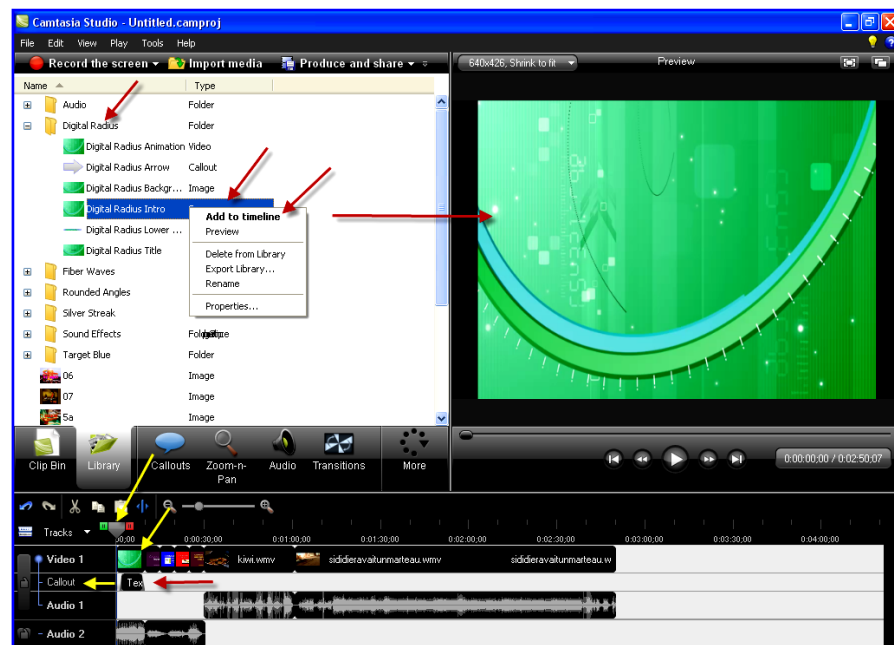 Camtasia Studio - Untitled.camproj
File Edit View Play Tools Help
Record the screen Import media Produce and share
640x426, Shrink to fit Preview
Name Type
Audio Folder
Digital Radius Folder
Digital Radius Animation Video
Digital Radius Arrow Callout
Digital Radius Backgr... Image
Digital Radius Intro
Add to timeline
Digital Radius Lower ...
Preview
Digital Radius Title
Delete from Library
Fiber Waves
Export Library...
Rounded Angles
Rename
Silver Streak
Properties...
Sound Effects
Target Blue Folder
06 Image
07 Image
5a Image
Clip Bin Library Callouts Zoom-n-Pan Audio Transitions More
0:00:00;00 / 0:02:50;07
Tracks 0:00:30;00 0:01:00;00 0:01:30;00 0:02:00;00 0:02:30;00 0:03:00;00 0:03:30;00 0:04:00;00
Video 1 kiwi.wmv sididieravaitunmarteau.wmv sididieravaitunmarteau.w
Callout Tex
Audio 1
Audio 2